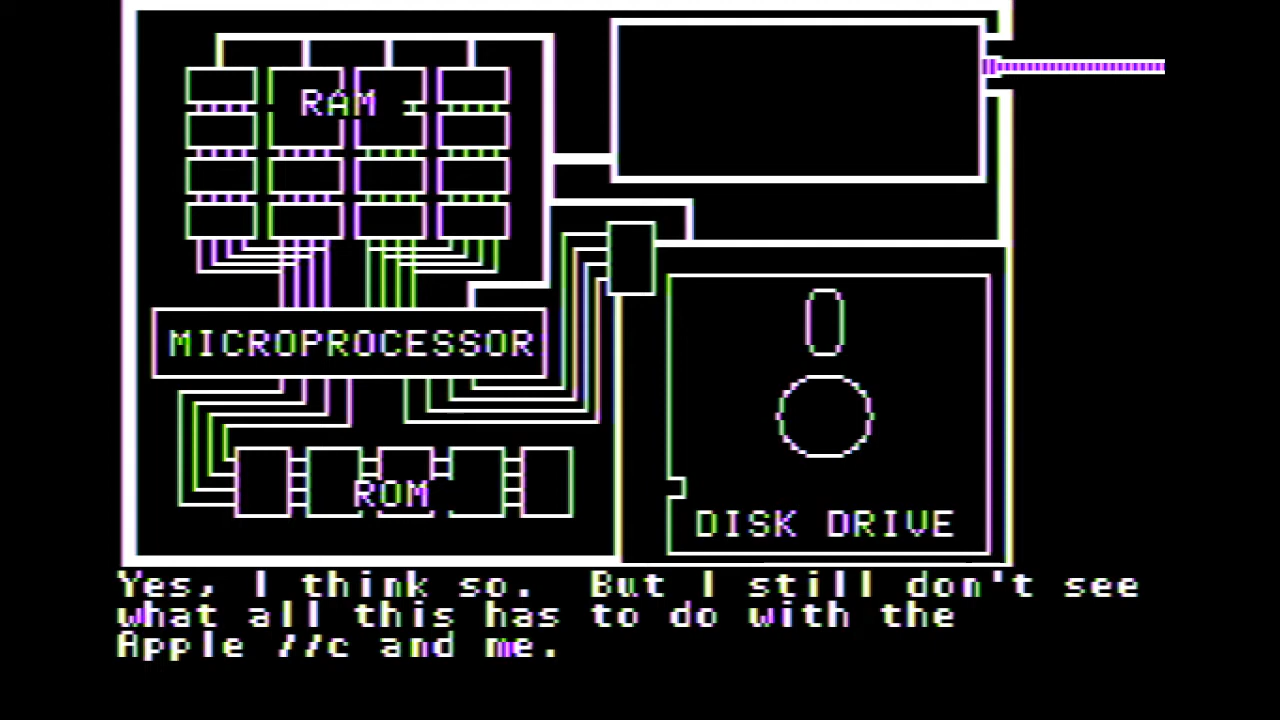 RAM
MICROPROCESSOR
ROM
DISK DRIVE
Yes, I think so. But I still don't see
what all this has to do with the
Apple //c and me.